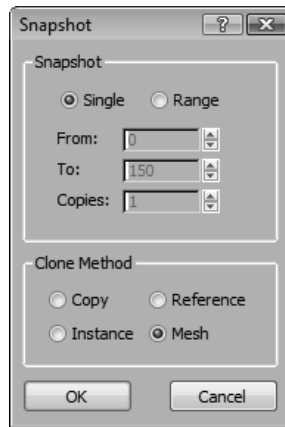 Snapshot
?
Snapshot
Single Range
From: 0
To: 150
Copies: 1
Clone Method
Copy Reference
Instance Mesh
OK Cancel